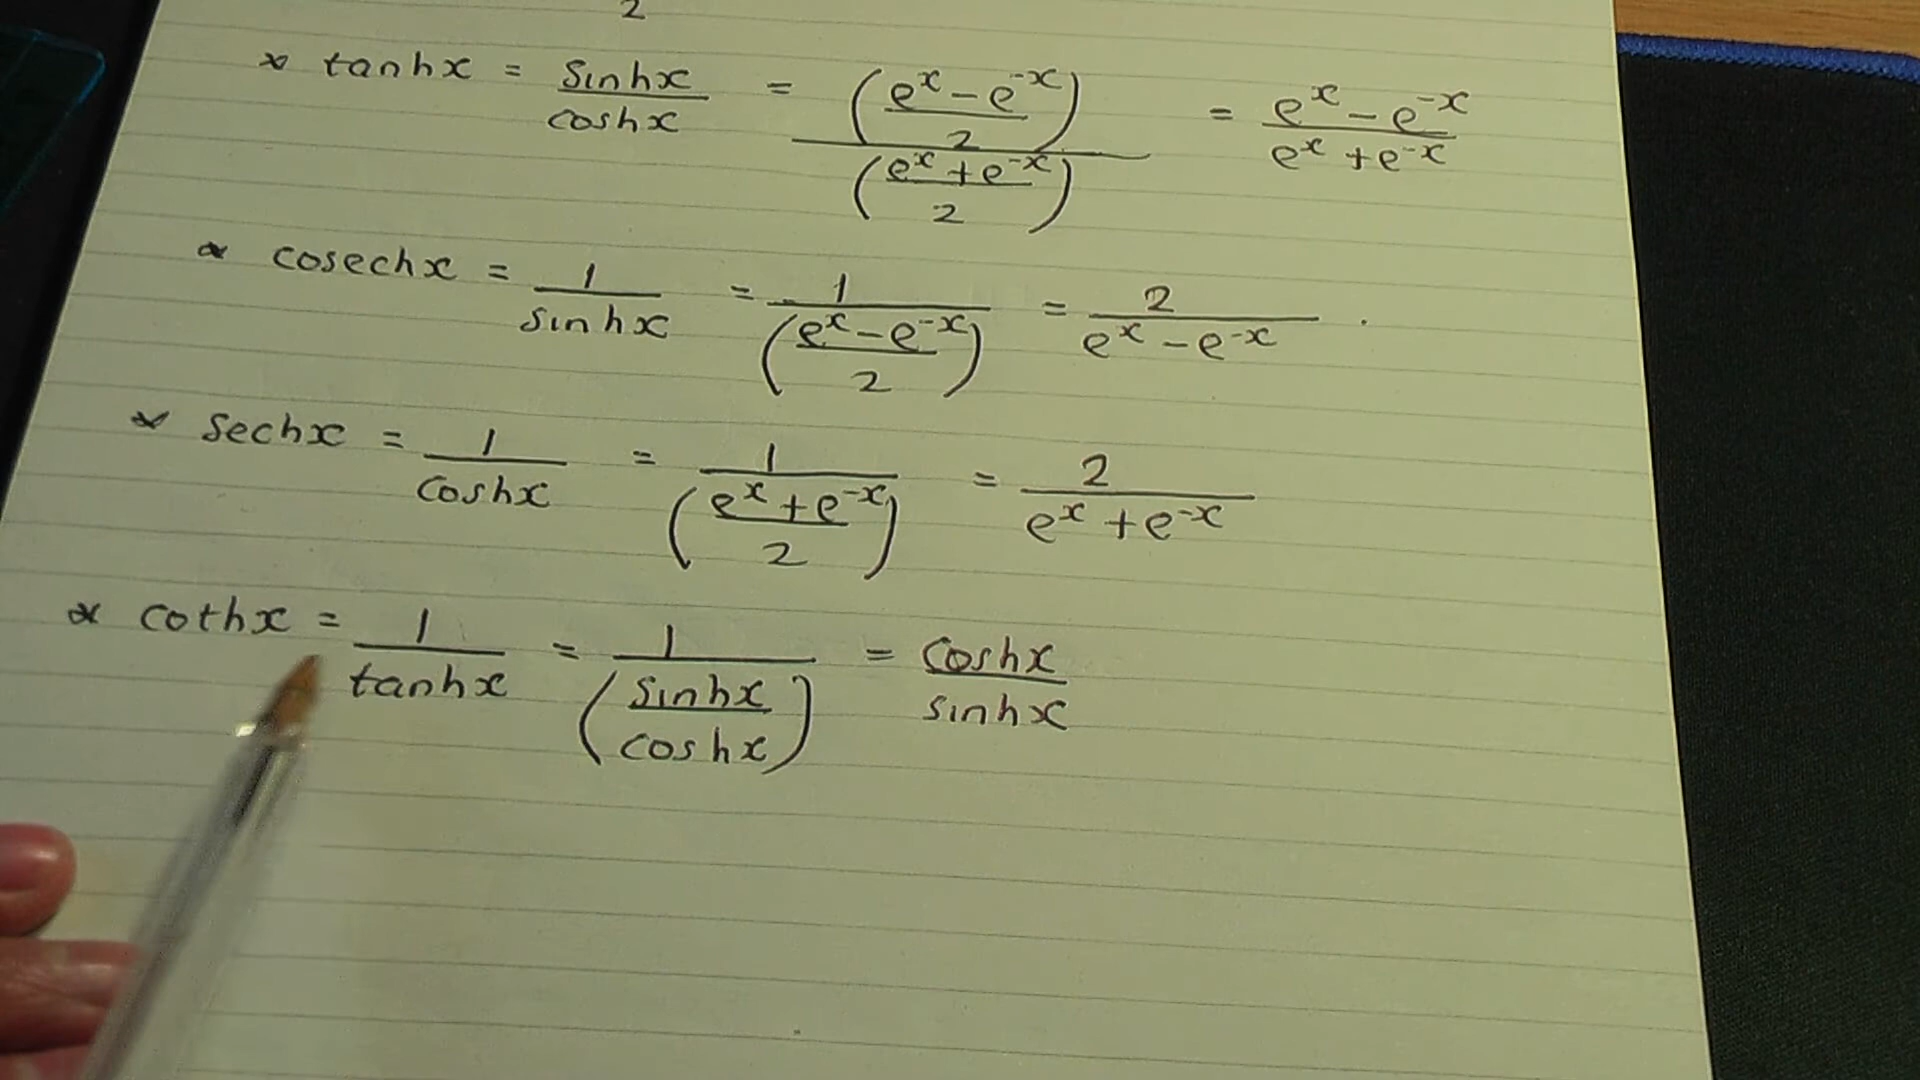 2
* tanhx = sinhx/coshx = ((e^x - e^-x)/2)/((e^x + e^-x)/2) = (e^x - e^-x)/(e^x + e^-x)
* cosechx = 1/sinhx = 1/((e^x - e^-x)/2) = 2/(e^x - e^-x) .
* sechx = 1/coshx = 1/((e^x + e^-x)/2) = 2/(e^x + e^-x)
* cothx = 1/tanhx = 1/(sinhx/coshx) = coshx/sinhx